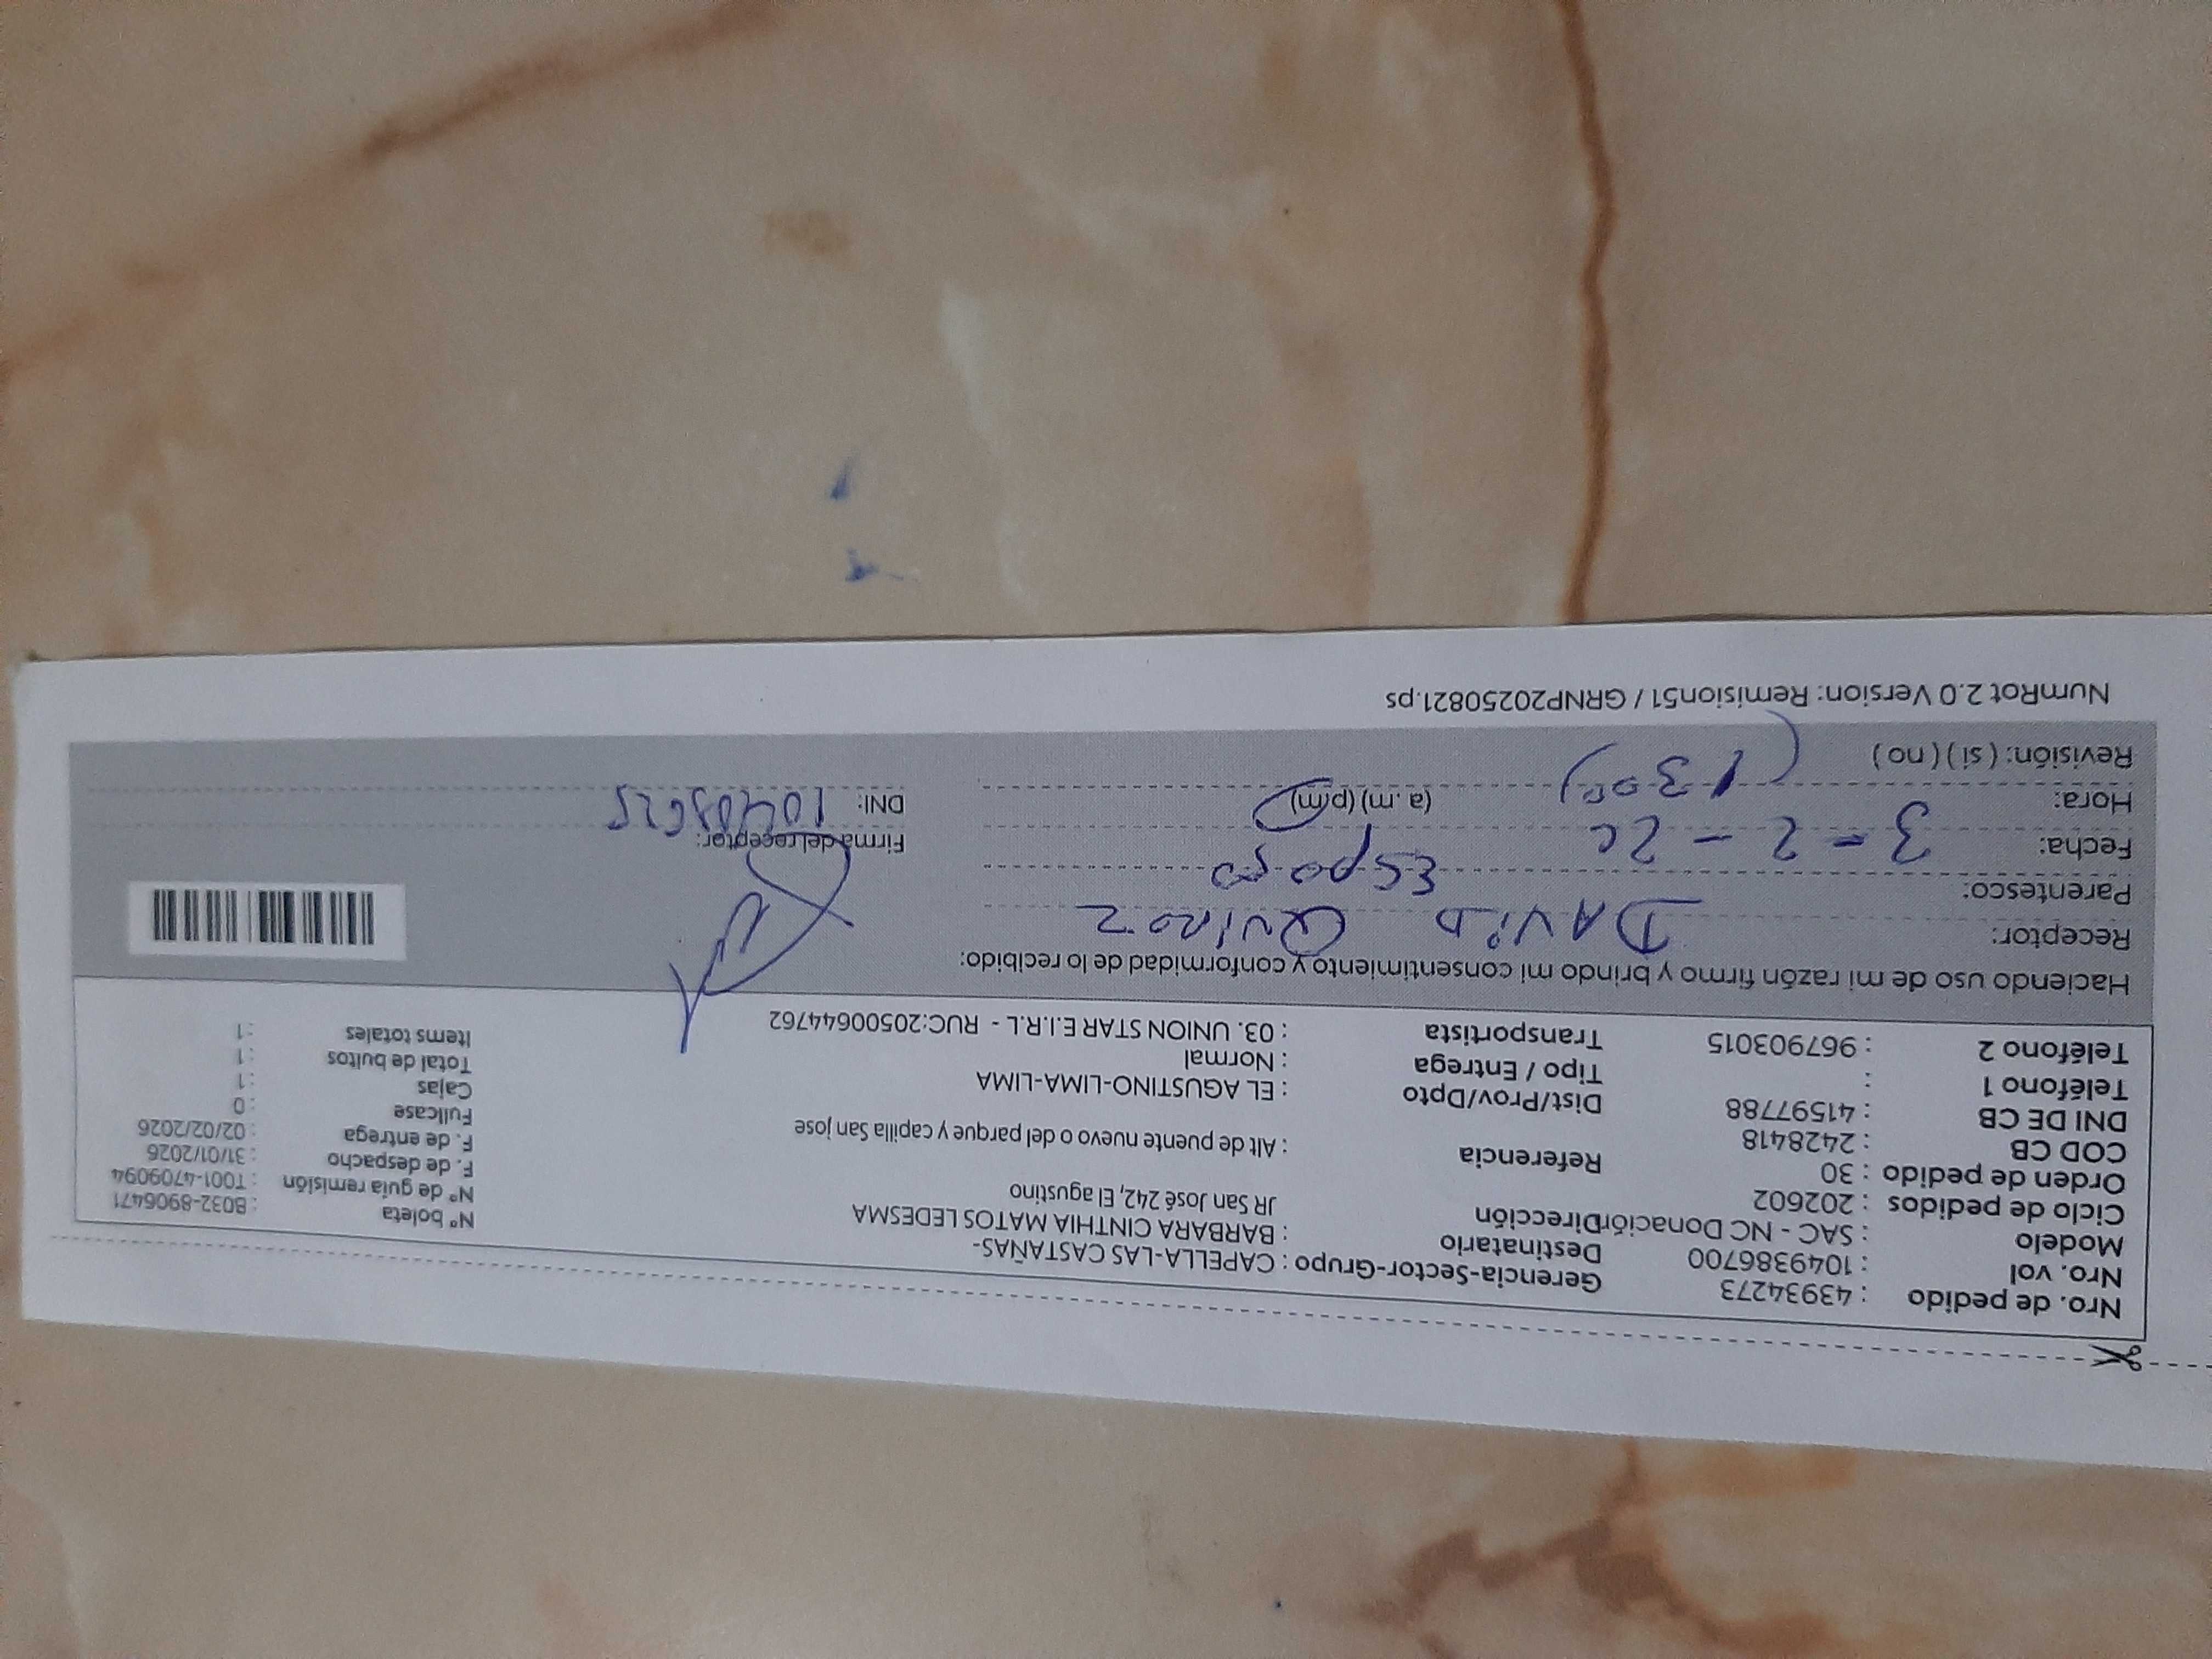 Nro. de pedido : 43934273
Nro. vol : 1049386700
Modelo : SAC - NC Donación
Ciclo de pedidos : 202602
Orden de pedido : 30
COD CB : 2428418
DNI DE CB : 41597788
Teléfono 1 :
Teléfono 2 : 967903015
Gerencia-Sector-Grupo : CAPELLA-LAS CASTAÑAS-
Destinatario : BARBARA CINTHIA MATOS LEDESMA
Dirección JR San José 242, El agustino
Referencia : Alt de puente nuevo o del parque y capilla San jose
Dist/Prov/Dpto : EL AGUSTINO-LIMA-LIMA
Tipo / Entrega : Normal
Transportista : 03. UNION STAR E.I.R.L - RUC:20500644762
N° boleta : B032-8906471
N° de guía remisión : T001-4709094
F. de despacho : 31/01/2026
F. de entrega : 02/02/2026
Fullcase : 0
Cajas : 1
Total de bultos : 1
Items totales : 1
Haciendo uso de mi razón firmo y brindo mi consentimiento y conformidad de lo recibido:
Receptor: DAViD QUiROZ
Parentesco: ESPOSO
Fecha: 3 - 2 - 26
Hora: (1 30) (a.m) (p/m)
Revisión: ( si ) ( no )
Firma del receptor:
DNI:
NumRot 2.0 Version: Remision51 / GRNP20250821.ps